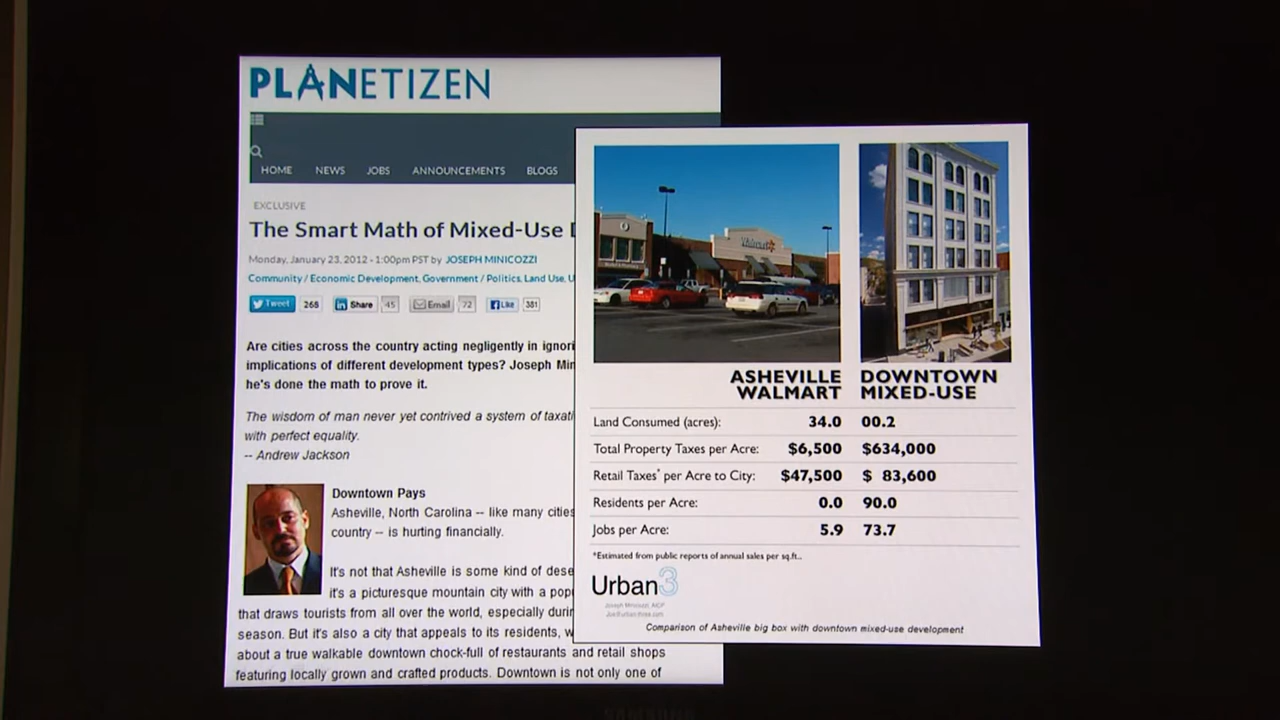 PLANETIZEN
HOME NEWS JOBS ANNOUNCEMENTS BLOGS
EXCLUSIVE
The Smart Math of Mixed-Use
Monday, January 23, 2012 - 1:00pm PST by JOSEPH MINICOZZI
Community / Economic Development, Government / Politics, Land Use,
Tweet 268 Share 45 Email 72 Like 381
Are cities across the country acting negligently in
implications of different development types? Joseph
he's done the math to prove it.
The wisdom of man never yet contrived a system of
with perfect equality.
-- Andrew Jackson
Downtown Pays
Asheville, North Carolina -- like many cities
country -- is hurting financially.
It's not that Asheville is some kind of
it's a picturesque mountain city with a
that draws tourists from all over the world, especially
season. But it's also a city that appeals to its residents,
about a true walkable downtown chock-full of restaurants and retail shops
featuring locally grown and crafted products. Downtown is not only one of
Walmart
ASHEVILLE WALMART
DOWNTOWN MIXED-USE
Land Consumed (acres): 34.0 00.2
Total Property Taxes per Acre: $6,500 $634,000
Retail Taxes* per Acre to City: $47,500 $ 83,600
Residents per Acre: 0.0 90.0
Jobs per Acre: 5.9 73.7
*Estimated from public reports of annual sales per sq.ft..
Urban3
Joseph Minicozzi, AICP
Comparison of Asheville big box with downtown mixed-use development
SAMSUNG